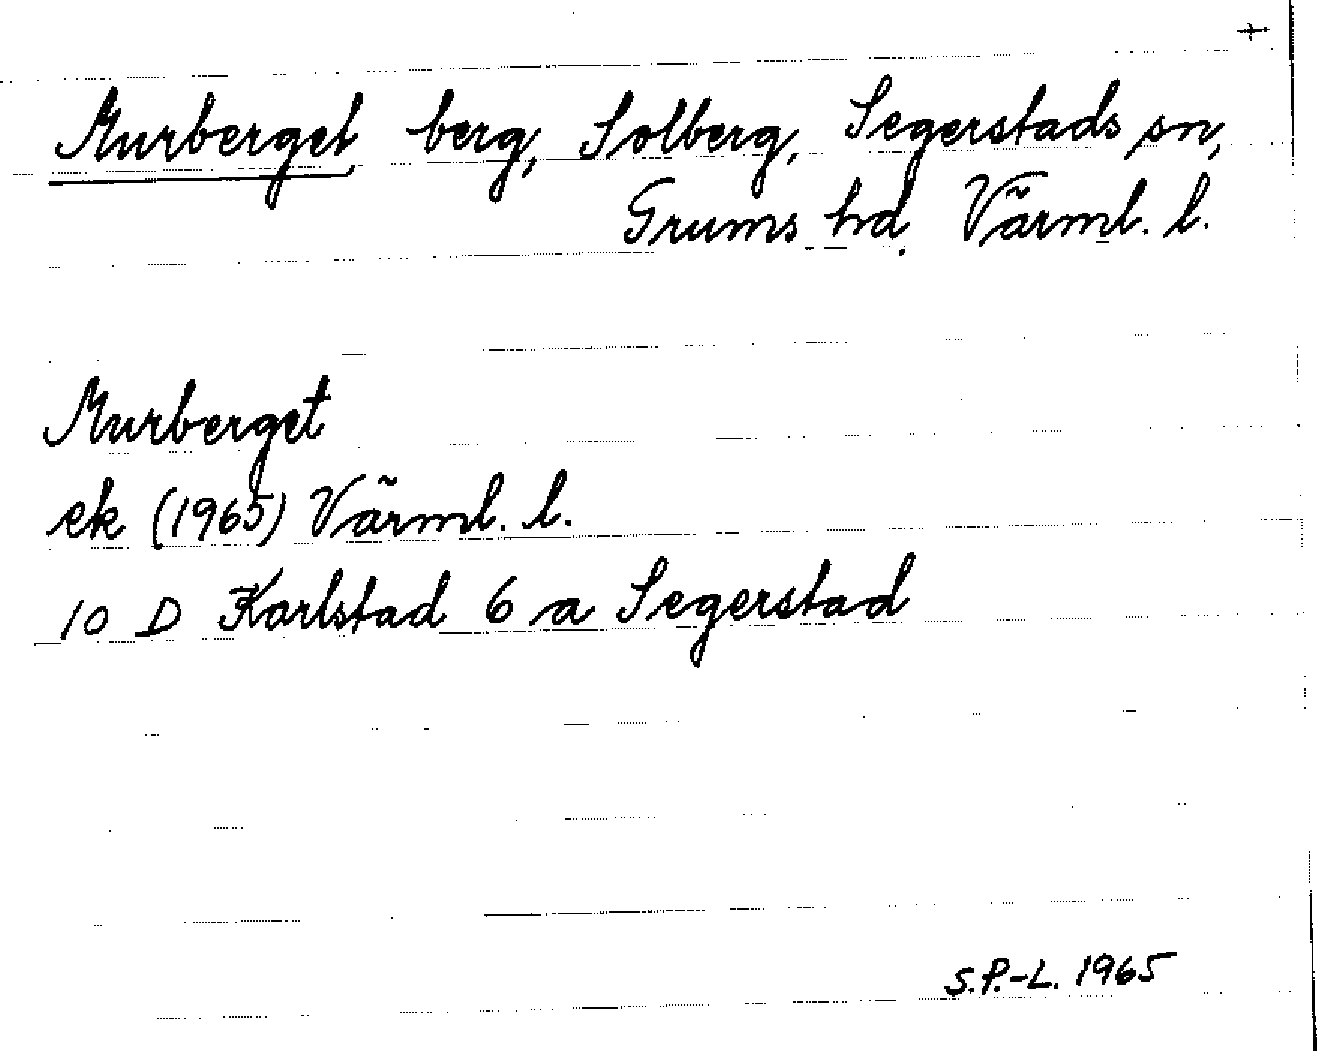 +
Murberget, berg, Solberg, Segerstads sn,
Grums hd. Värml. l.
Murberget
ek (1965) Värml. l.
10 D Karlstad 6 a Segerstad
S.P.-L. 1965